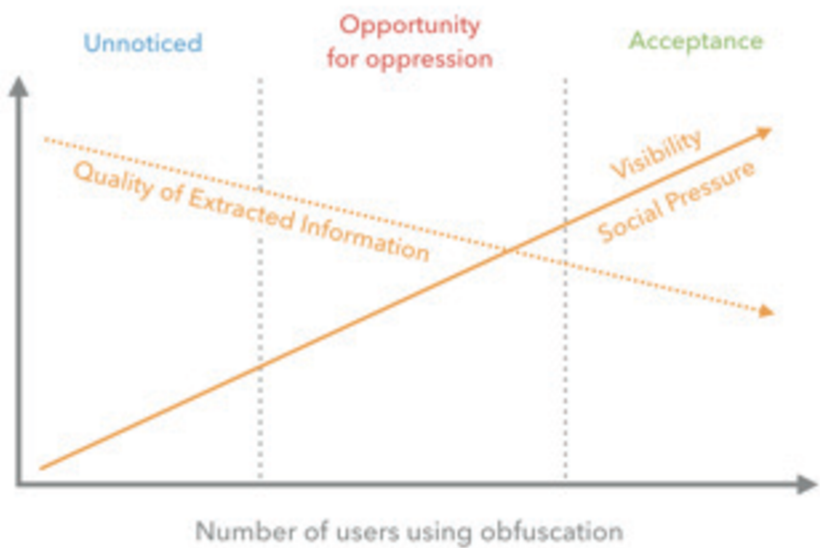 Unnoticed
Opportunity
for oppression
Acceptance
Visibility
Social Pressure
Quality of Extracted Information
Number of users using obfuscation